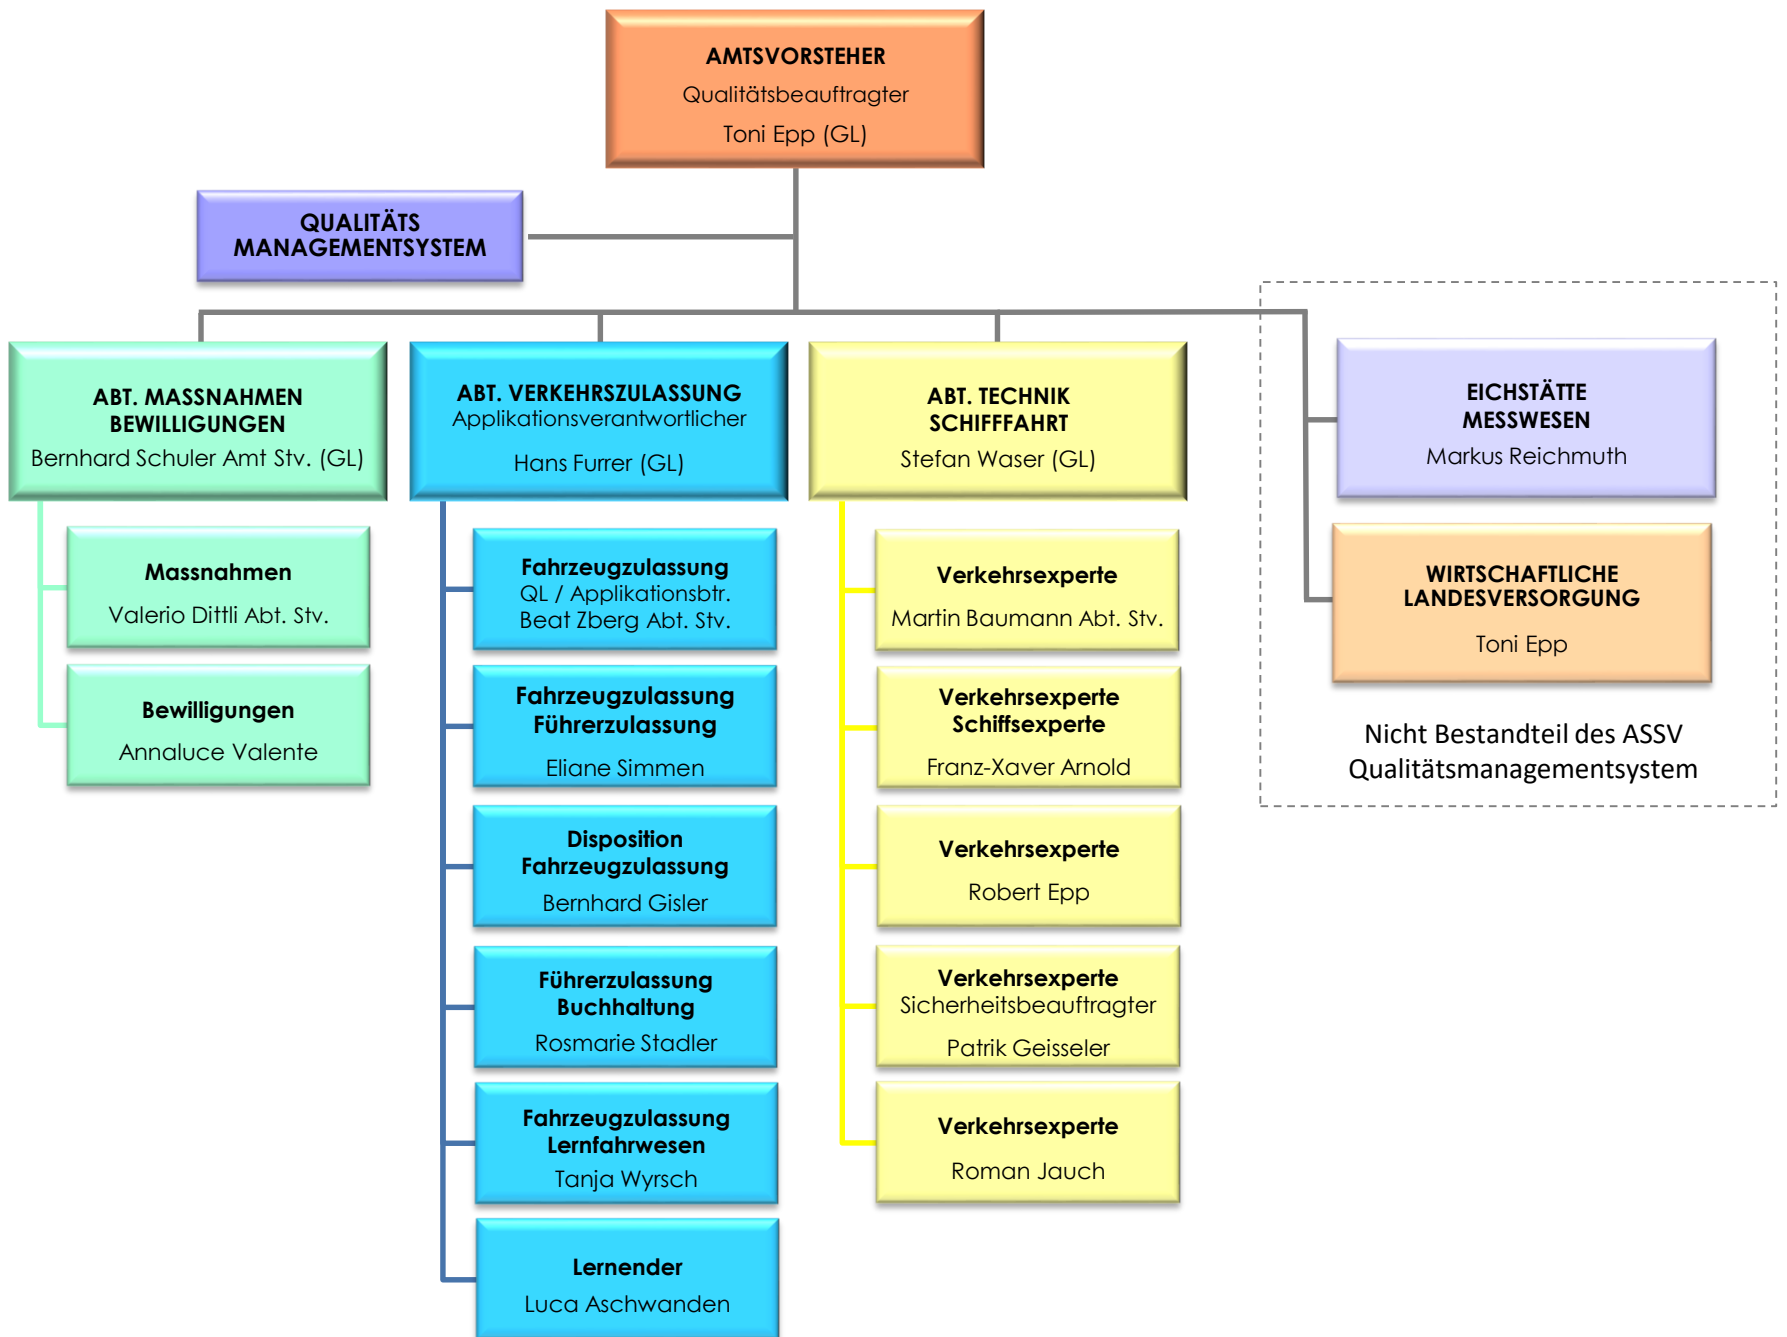 AMTSVORSTEHER
Qualitätsbeauftragter
Toni Epp (GL)
QUALITÄTS
MANAGEMENTSYSTEM
ABT. MASSNAHMEN
BEWILLIGUNGEN
Bernhard Schuler Amt Stv. (GL)
Massnahmen
Valerio Dittli Abt. Stv.
Bewilligungen
Annaluce Valente
ABT. VERKEHRSZULASSUNG
Applikationsverantwortlicher
Hans Furrer (GL)
Fahrzeugzulassung
QL / Applikationsbtr.
Beat Zberg Abt. Stv.
Fahrzeugzulassung
Führerzulassung
Eliane Simmen
Disposition
Fahrzeugzulassung
Bernhard Gisler
Führerzulassung
Buchhaltung
Rosmarie Stadler
Fahrzeugzulassung
Lernfahrwesen
Tanja Wyrsch
Lernender
Luca Aschwanden
ABT. TECHNIK
SCHIFFFAHRT
Stefan Waser (GL)
Verkehrsexperte
Martin Baumann Abt. Stv.
Verkehrsexperte
Schiffsexperte
Franz-Xaver Arnold
Verkehrsexperte
Robert Epp
Verkehrsexperte
Sicherheitsbeauftragter
Patrik Geisseler
Verkehrsexperte
Roman Jauch
EICHSTÄTTE
MESSWESEN
Markus Reichmuth
WIRTSCHAFTLICHE
LANDESVERSORGUNG
Toni Epp
Nicht Bestandteil des ASSV
Qualitätsmanagementsystem